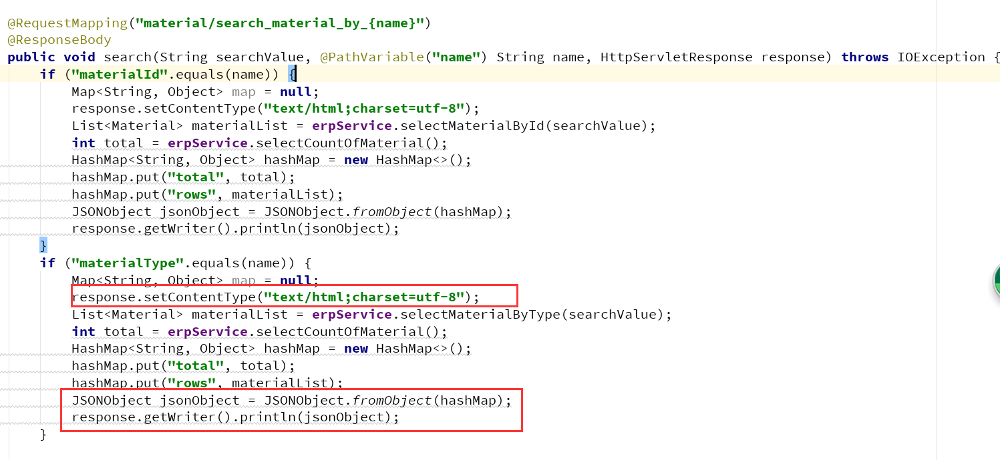 @RequestMapping("material/search_material_by_{name}")
@ResponseBody
public void search(String searchValue, @PathVariable("name") String name, HttpServletResponse response) throws IOException {
    if ("materialId".equals(name)) {
        Map<String, Object> map = null;
        response.setContentType("text/html;charset=utf-8");
        List<Material> materialList = erpService.selectMaterialById(searchValue);
        int total = erpService.selectCountOfMaterial();
        HashMap<String, Object> hashMap = new HashMap<>();
        hashMap.put("total", total);
        hashMap.put("rows", materialList);
        JSONObject jsonObject = JSONObject.fromObject(hashMap);
        response.getWriter().println(jsonObject);
    }
    if ("materialType".equals(name)) {
        Map<String, Object> map = null;
        response.setContentType("text/html;charset=utf-8");
        List<Material> materialList = erpService.selectMaterialByType(searchValue);
        int total = erpService.selectCountOfMaterial();
        HashMap<String, Object> hashMap = new HashMap<>();
        hashMap.put("total", total);
        hashMap.put("rows", materialList);
        JSONObject jsonObject = JSONObject.fromObject(hashMap);
        response.getWriter().println(jsonObject);
    }